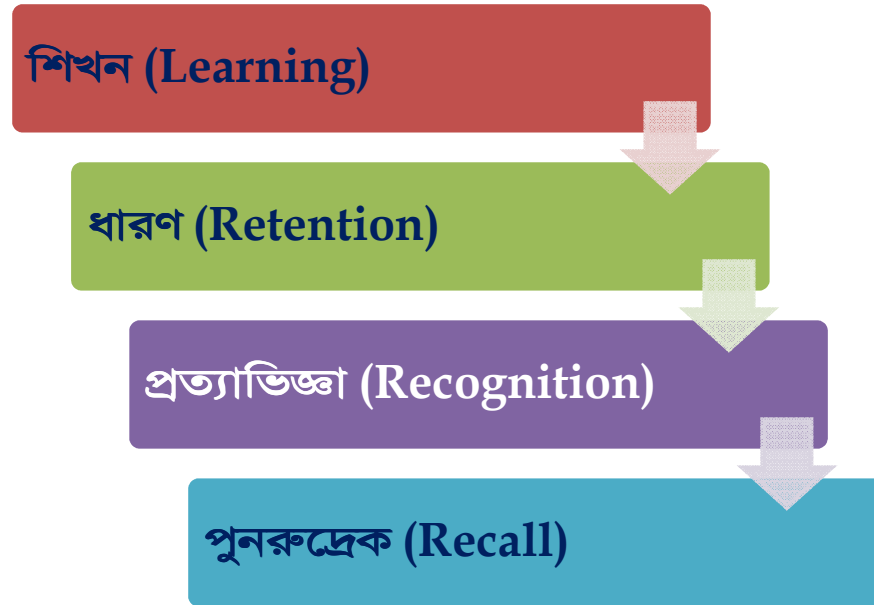 শিখন (Learning)
ধারণ (Retention)
প্রত্যাভিজ্ঞা (Recognition)
পুনরুদ্রেক (Recall)